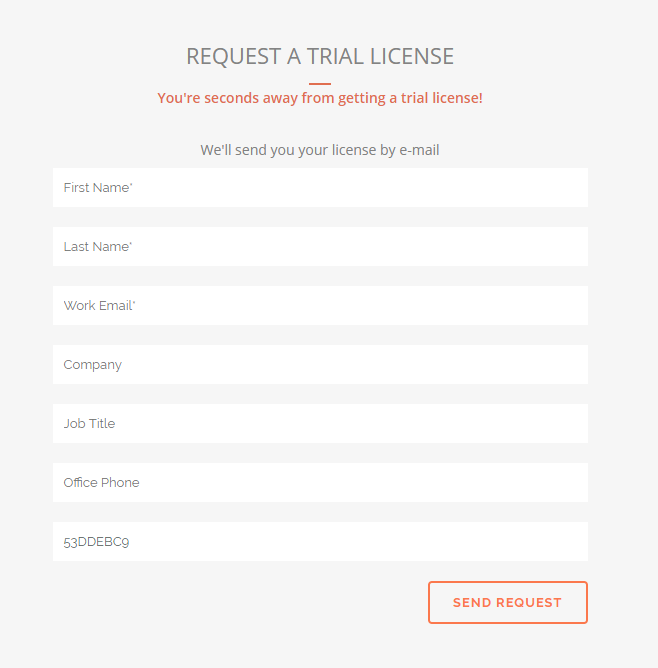 REQUEST A TRIAL LICENSE
You're seconds away from getting a trial license!
We'll send you your license by e-mail
First Name*
Last Name*
Work Email*
Company
Job Title
Office Phone
53DDEBC9
SEND REQUEST